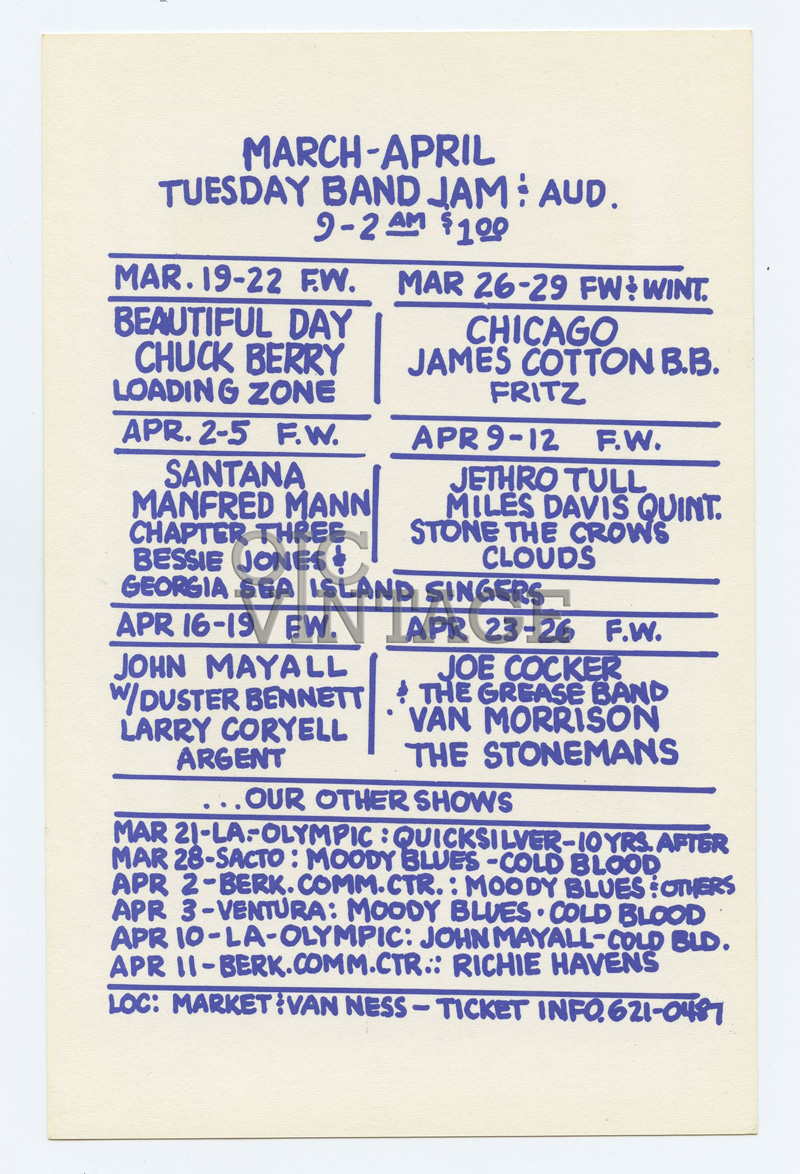 MARCH-APRIL
TUESDAY BAND JAM & AUD.
9-2 AM $1.00
MAR. 19-22 F.W.
BEAUTIFUL DAY
CHUCK BERRY
LOADING ZONE
MAR 26-29 FW & WINT.
CHICAGO
JAMES COTTON B.B.
FRITZ
APR. 2-5 F.W.
SANTANA
MANFRED MANN
CHAPTER THREE
BESSIE JONES &
GEORGIA SEA ISLAND SINGERS
APR 9-12 F.W.
JETHRO TULL
MILES DAVIS QUINT.
STONE THE CROWS
CLOUDS
APR 16-19 F.W.
JOHN MAYALL
W/DUSTER BENNETT
LARRY CORYELL
ARGENT
APR 23-26 F.W.
JOE COCKER
& THE GREASE BAND
VAN MORRISON
THE STONEMANS
...OUR OTHER SHOWS
MAR 21-LA.-OLYMPIC: QUICKSILVER-10 YRS. AFTER
MAR 28-SACTO: MOODY BLUES-COLD BLOOD
APR 2-BERK. COMM. CTR.: MOODY BLUES & OTHERS
APR 3-VENTURA: MOODY BLUES · COLD BLOOD
APR 10-LA-OLYMPIC: JOHN MAYALL-COLD BLD.
APR 11-BERK. COMM. CTR.: RICHIE HAVENS
LOC: MARKET & VAN NESS - TICKET INFO. 621-0487
OJC
VINTAGE